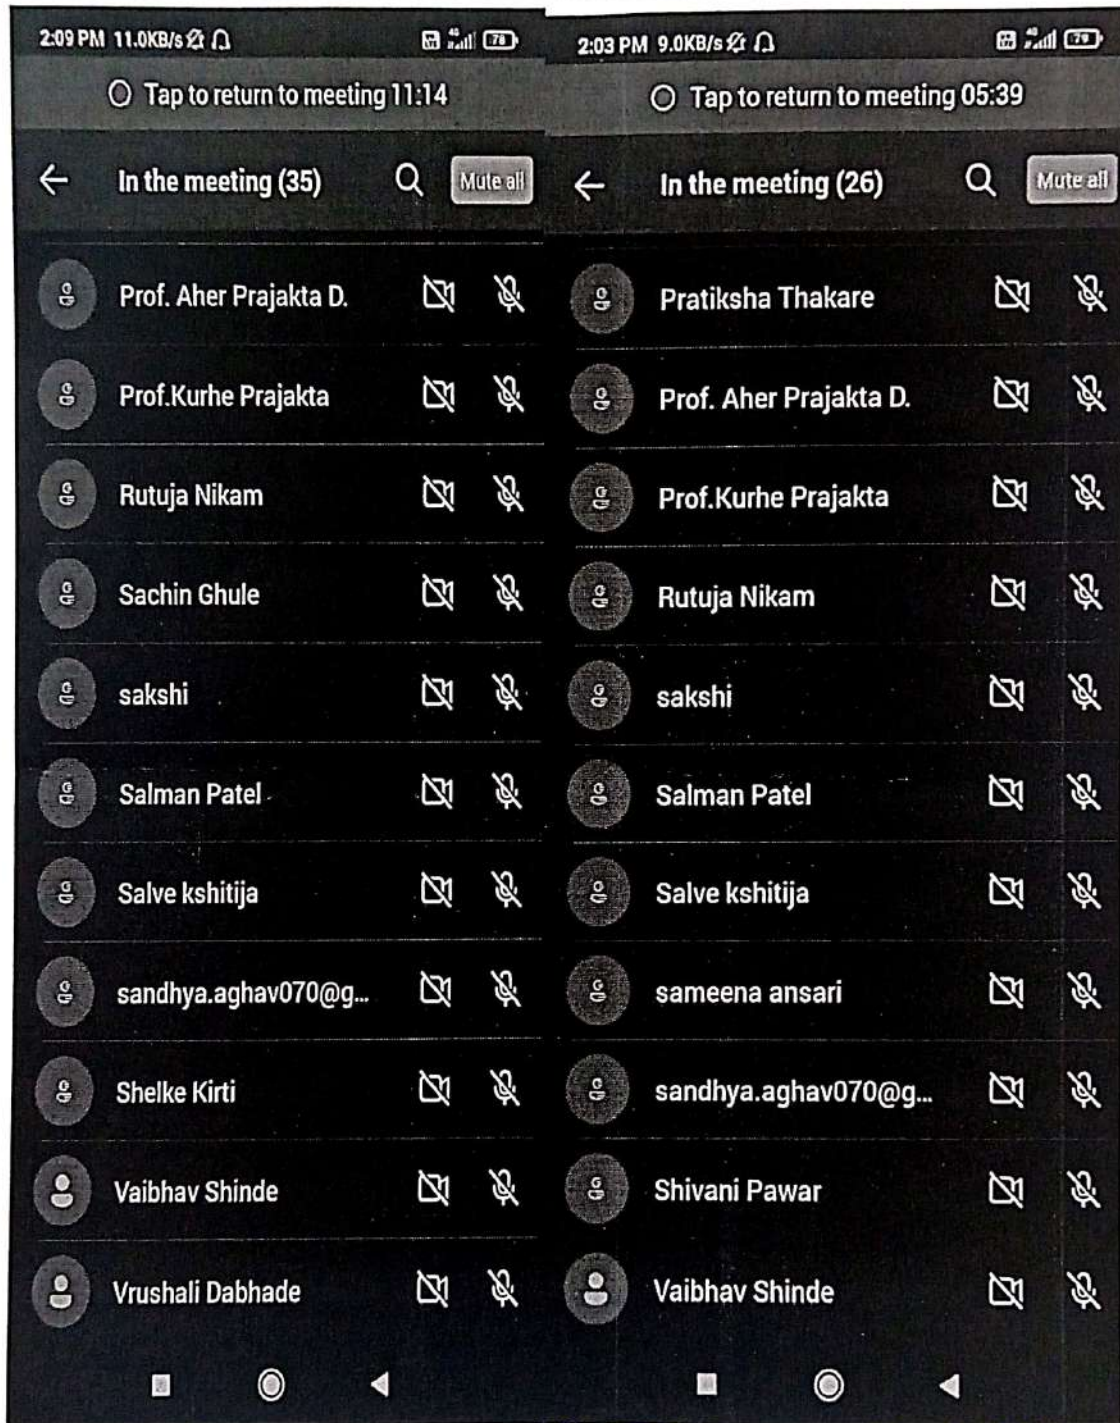 2:09 PM 11.0KB/s 4G 78
Tap to return to meeting 11:14
In the meeting (35) Mute all
Prof. Aher Prajakta D.
Prof.Kurhe Prajakta
Rutuja Nikam
Sachin Ghule
sakshi
Salman Patel
Salve kshitija
sandhya.aghav070@g...
Shelke Kirti
Vaibhav Shinde
Vrushali Dabhade
2:03 PM 9.0KB/s 4G 79
Tap to return to meeting 05:39
In the meeting (26) Mute all
Pratiksha Thakare
Prof. Aher Prajakta D.
Prof.Kurhe Prajakta
Rutuja Nikam
sakshi
Salman Patel
Salve kshitija
sameena ansari
sandhya.aghav070@g...
Shivani Pawar
Vaibhav Shinde